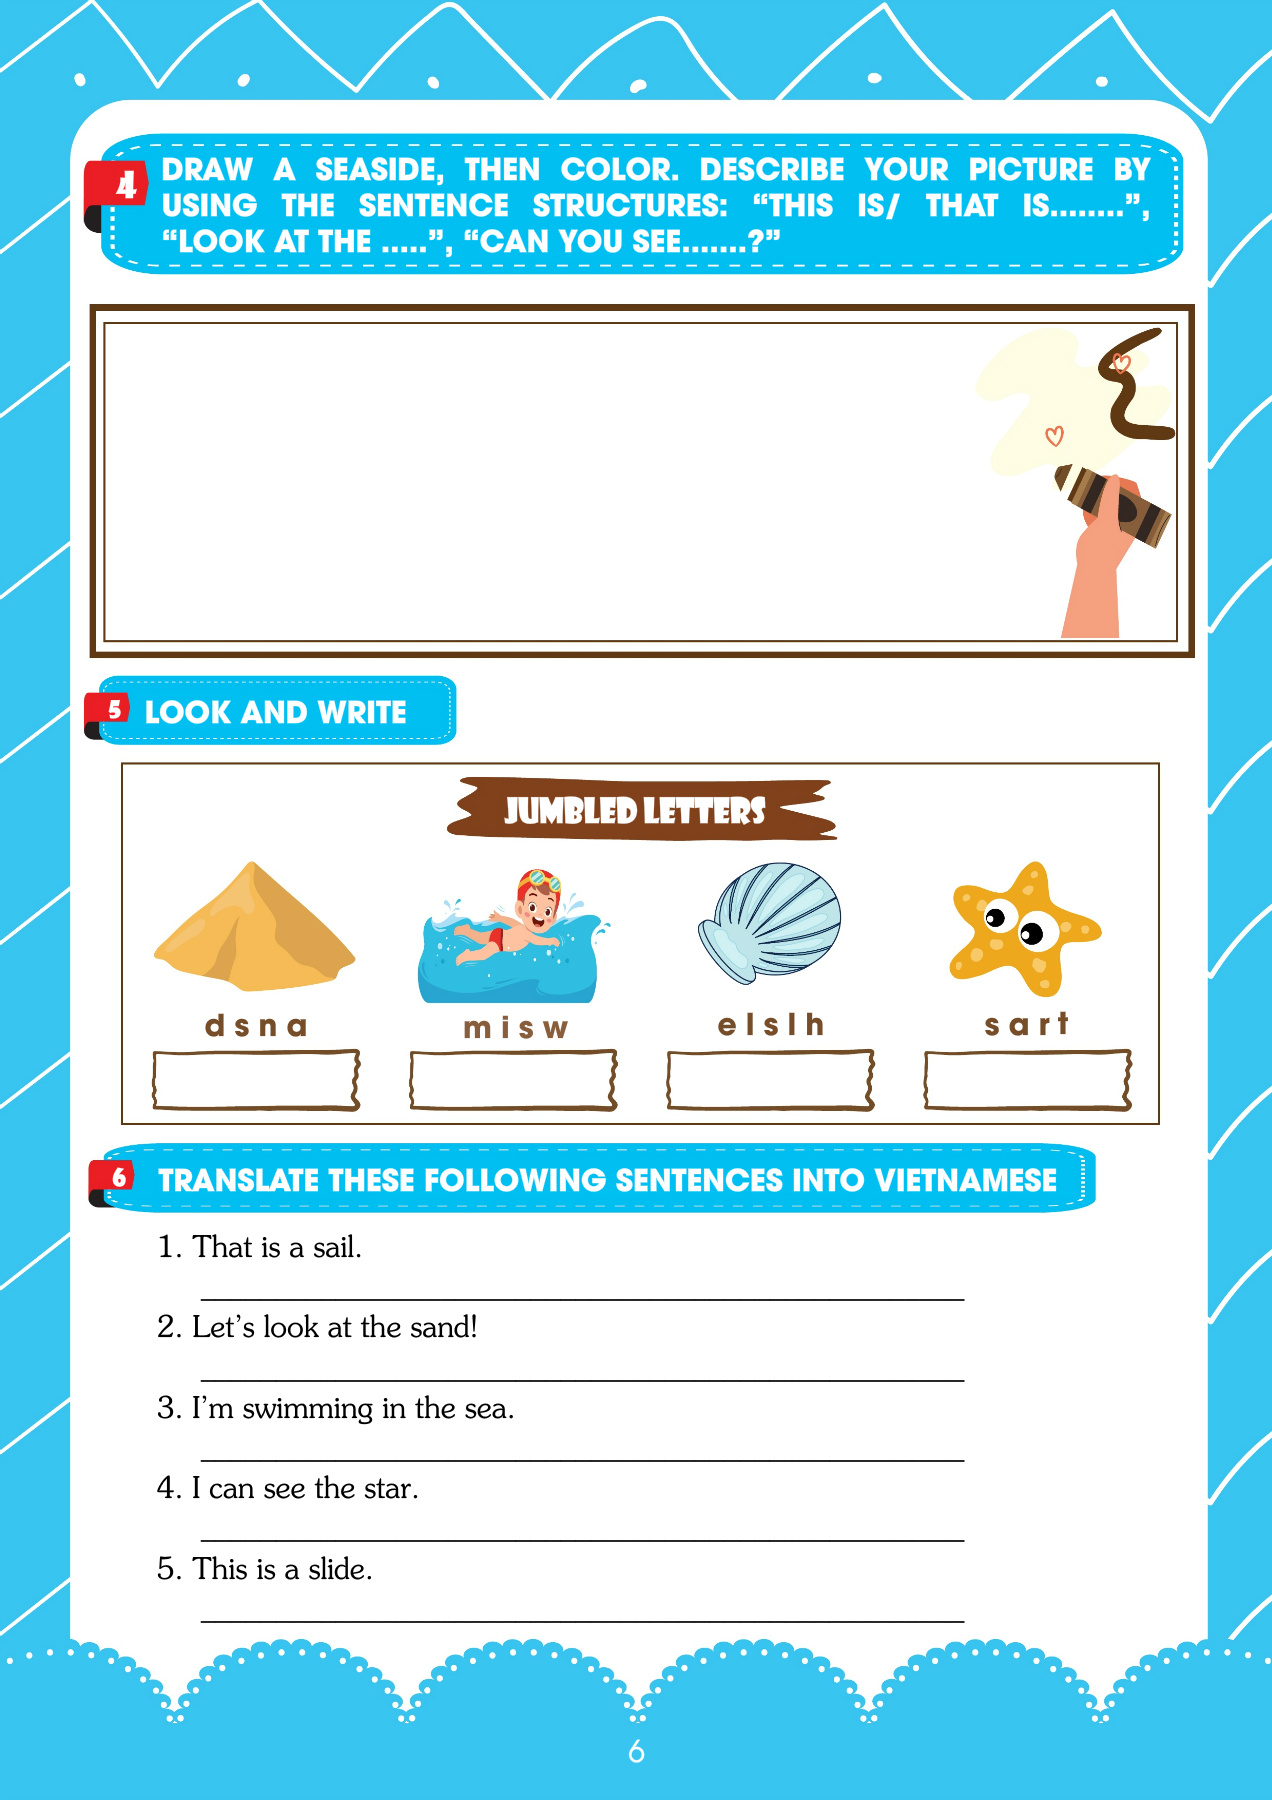 4
DRAW A SEASIDE, THEN COLOR. DESCRIBE YOUR PICTURE BY
USING THE SENTENCE STRUCTURES: “THIS IS/ THAT IS........”,
“LOOK AT THE .....”, “CAN YOU SEE.......?”
5 LOOK AND WRITE
JUMBLED LETTERS
d s n a
m i s w
e l s l h
s a r t
6 TRANSLATE THESE FOLLOWING SENTENCES INTO VIETNAMESE
1. That is a sail.
2. Let’s look at the sand!
3. I’m swimming in the sea.
4. I can see the star.
5. This is a slide.
6